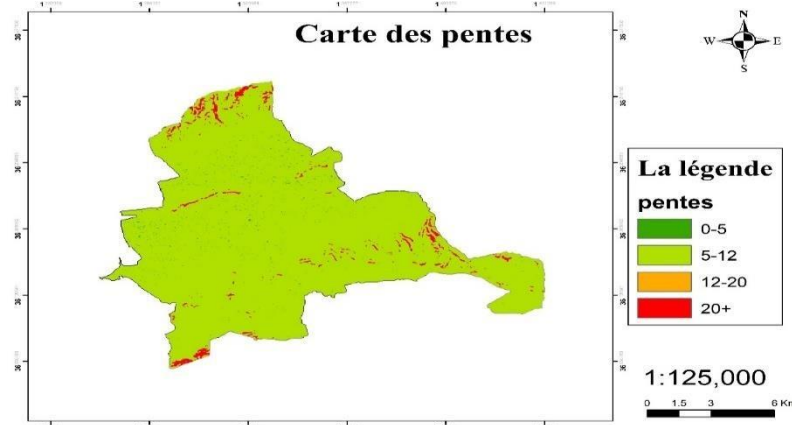 Carte des pentes
N
W
E
S
La légende
pentes
0-5
5-12
12-20
20+
1:125,000
0 1.5 3 6 Km